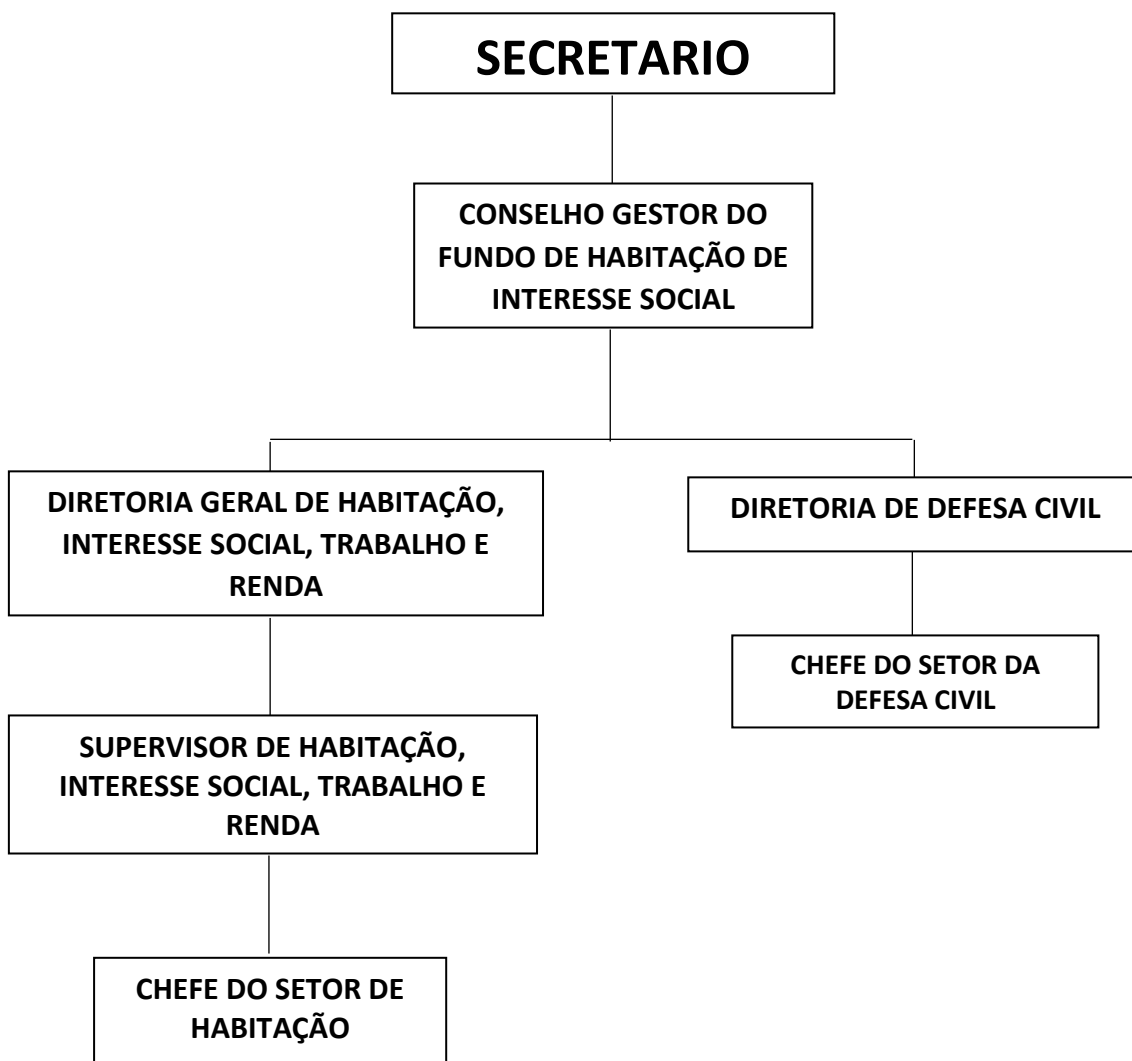 SECRETARIO
CONSELHO GESTOR DO
FUNDO DE HABITAÇÃO DE
INTERESSE SOCIAL
DIRETORIA GERAL DE HABITAÇÃO,
INTERESSE SOCIAL, TRABALHO E
RENDA
DIRETORIA DE DEFESA CIVIL
CHEFE DO SETOR DA
DEFESA CIVIL
SUPERVISOR DE HABITAÇÃO,
INTERESSE SOCIAL, TRABALHO E
RENDA
CHEFE DO SETOR DE
HABITAÇÃO